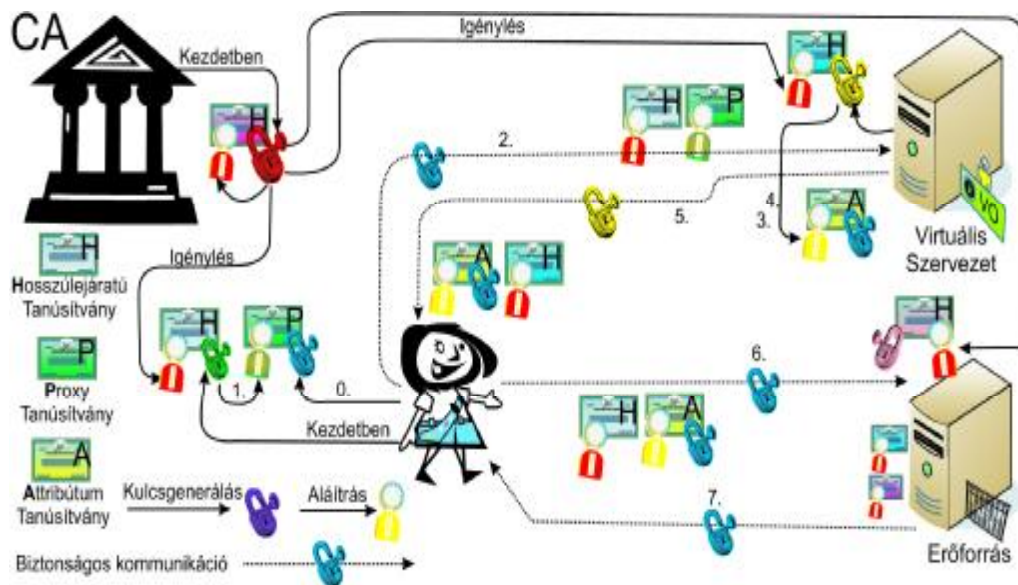 CA
Kezdetben
Igénylés
H
H
H P
2.
5.
4.
3.
A
VO
Virtuális
Szervezet
Igénylés
H
Hosszúlejáratú
Tanúsítvány
A H
H P
P
Proxy
Tanúsítvány
1.
0.
Kezdetben
6.
H
H A
A
Attribútum
Tanúsítvány
Kulcsgenerálás
Aláítrás
7.
Biztonságos kommunikáció
Erőforrás